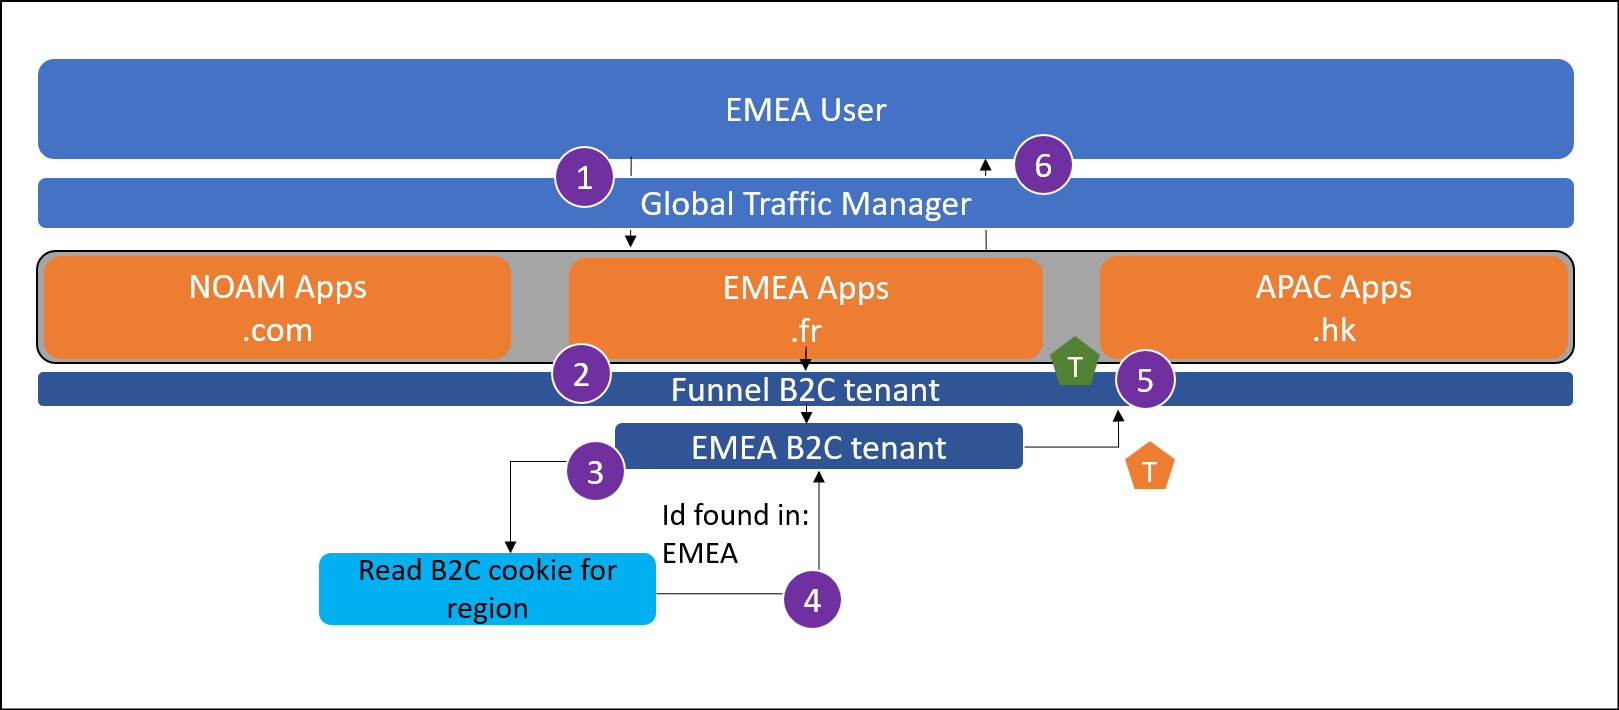 EMEA User
1
6
Global Traffic Manager
NOAM Apps
.com
EMEA Apps
.fr
APAC Apps
.hk
T
2
5
Funnel B2C tenant
EMEA B2C tenant
3
T
Id found in:
EMEA
Read B2C cookie for
region
4